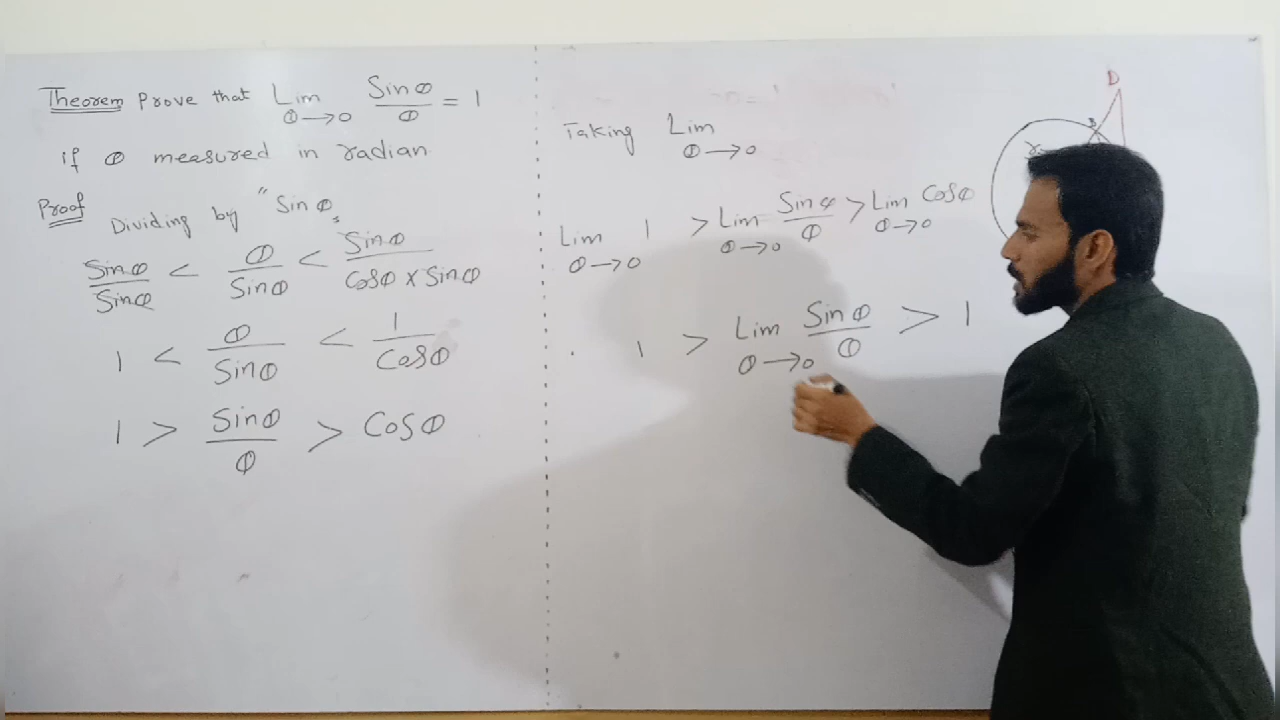 Theorem Prove that Lim θ→0 Sinθ/θ = 1
if θ measured in radian
Proof
Dividing by "Sinθ"
Sinθ/Sinθ < θ/Sinθ < Sinθ/Cosθ×Sinθ
1 < θ/Sinθ < 1/Cosθ
1 > Sinθ/θ > Cosθ
Taking Lim θ→0
Lim θ→0 1 > Lim θ→0 Sinθ/θ > Lim θ→0 Cosθ
1 > Lim θ→0 Sinθ/θ > 1
D
B